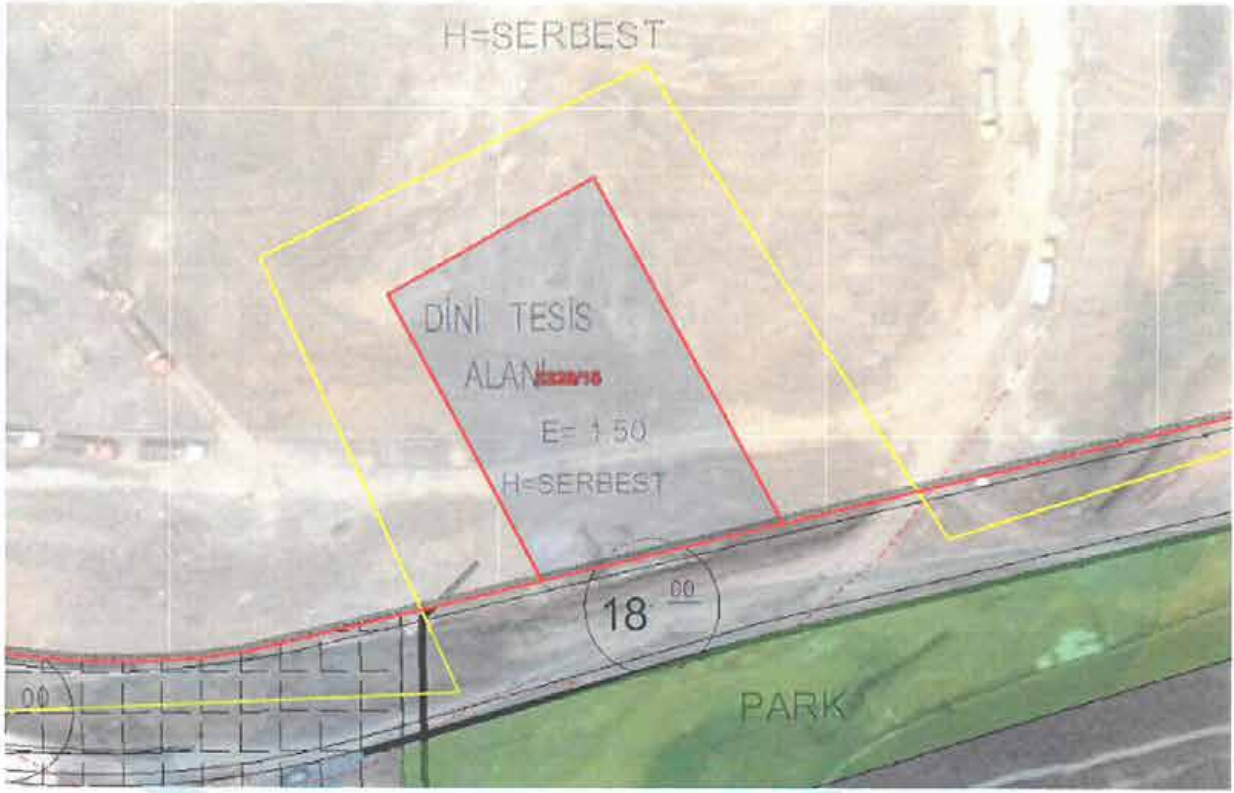 H=SERBEST
DİNİ TESİS
ALANI
E= 1.50
H=SERBEST
18 00
00
PARK